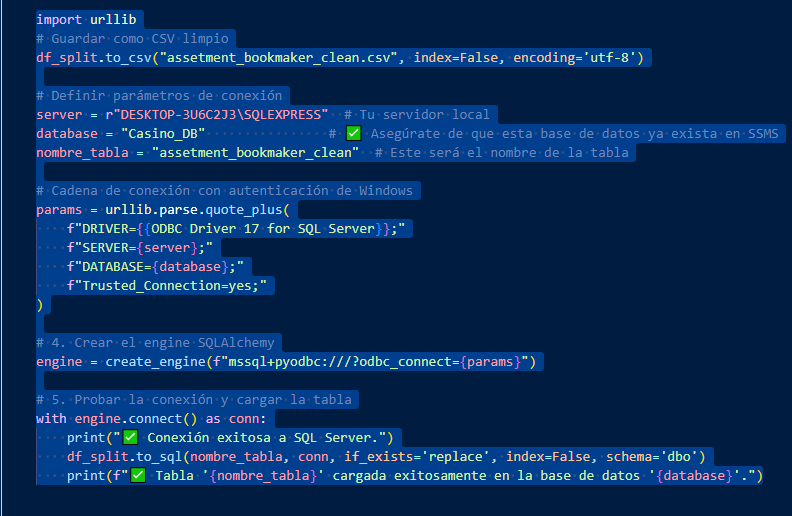 import urllib
# Guardar como CSV limpio
df_split.to_csv("assetment_bookmaker_clean.csv", index=False, encoding='utf-8')
# Definir parámetros de conexión
server = r"DESKTOP-3U6C2J3\SQLEXPRESS"  # Tu servidor local
database = "Casino_DB"                # ✅ Asegúrate de que esta base de datos ya exista en SSMS
nombre_tabla = "assetment_bookmaker_clean"  # Este será el nombre de la tabla
# Cadena de conexión con autenticación de Windows
params = urllib.parse.quote_plus(
    f"DRIVER={{ODBC Driver 17 for SQL Server}};"
    f"SERVER={server};"
    f"DATABASE={database};"
    f"Trusted_Connection=yes;"
)
# 4. Crear el engine SQLAlchemy
engine = create_engine(f"mssql+pyodbc:///?odbc_connect={params}")
# 5. Probar la conexión y cargar la tabla
with engine.connect() as conn:
    print("✅ Conexión exitosa a SQL Server.")
    df_split.to_sql(nombre_tabla, conn, if_exists='replace', index=False, schema='dbo')
    print(f"✅ Tabla '{nombre_tabla}' cargada exitosamente en la base de datos '{database}'.")